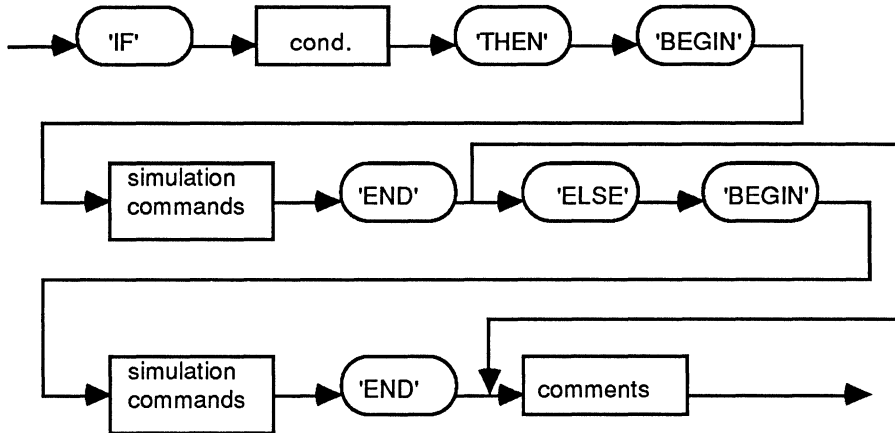 'IF'
cond.
'THEN'
'BEGIN'
simulation
commands
'END'
'ELSE'
'BEGIN'
simulation
commands
'END'
comments